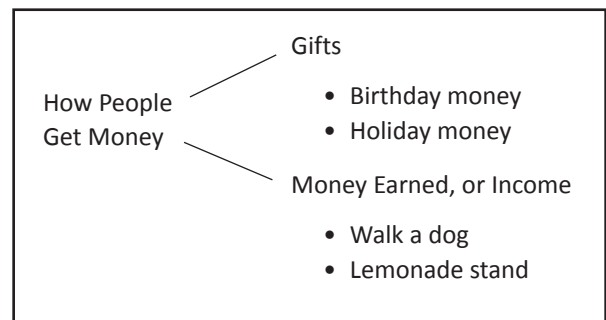 Gifts
• Birthday money
• Holiday money
How People
Get Money
Money Earned, or Income
• Walk a dog
• Lemonade stand